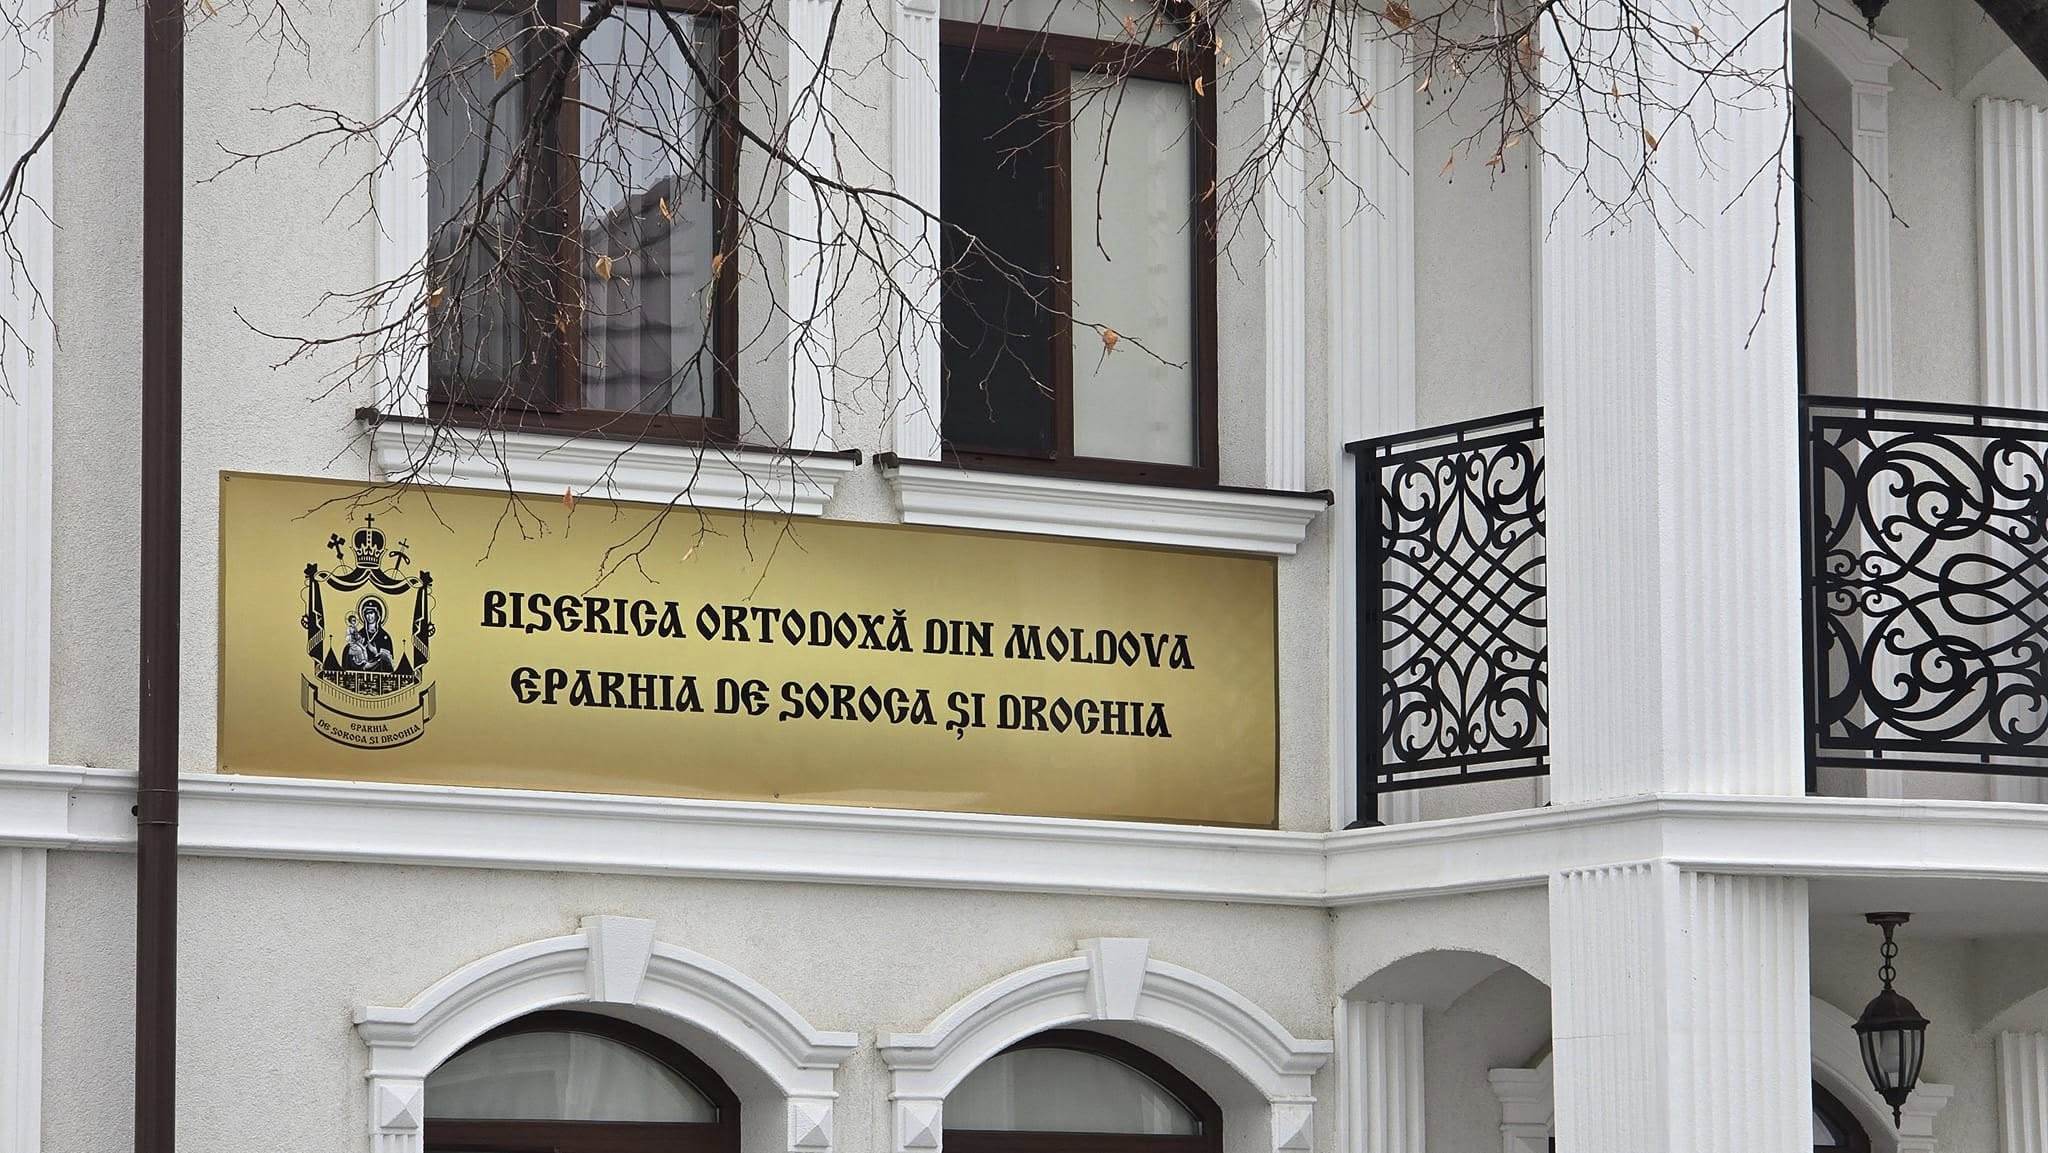 BISERICA ORTODOXĂ DIN MOLDOVA
EPARHIA DE SOROCA ȘI DROCHIA
EPARHIA
DE SOROCA ȘI DROCHIA